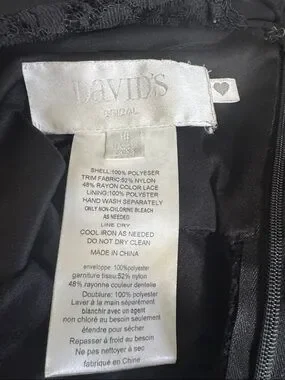 DAVID'S
BRIDAL
SHELL:100% POLYESER
TRIM FABRIC:52% NYLON
48% RAYON COLOR LACE
LINING:100% POLYESTER
HAND WASH SEPARATELY
ONLY NON-CHLORINE BLEACH
AS NEEDED
LINE DRY
COOL IRON AS NEEDED
DO NOT DRY CLEAN
MADE IN CHINA
enveloppe: 100%polyester
garniture tissu:52% nylon
48% rayonne couleur dentelle
Doublure: 100% polyester
Laver à la main séparément
blanchir avec un agent
non chloré au besoin seulement
étendre pour sécher
Repasser à froid au besoin
Ne pas nettoyer à sec
fabriqué en Chine